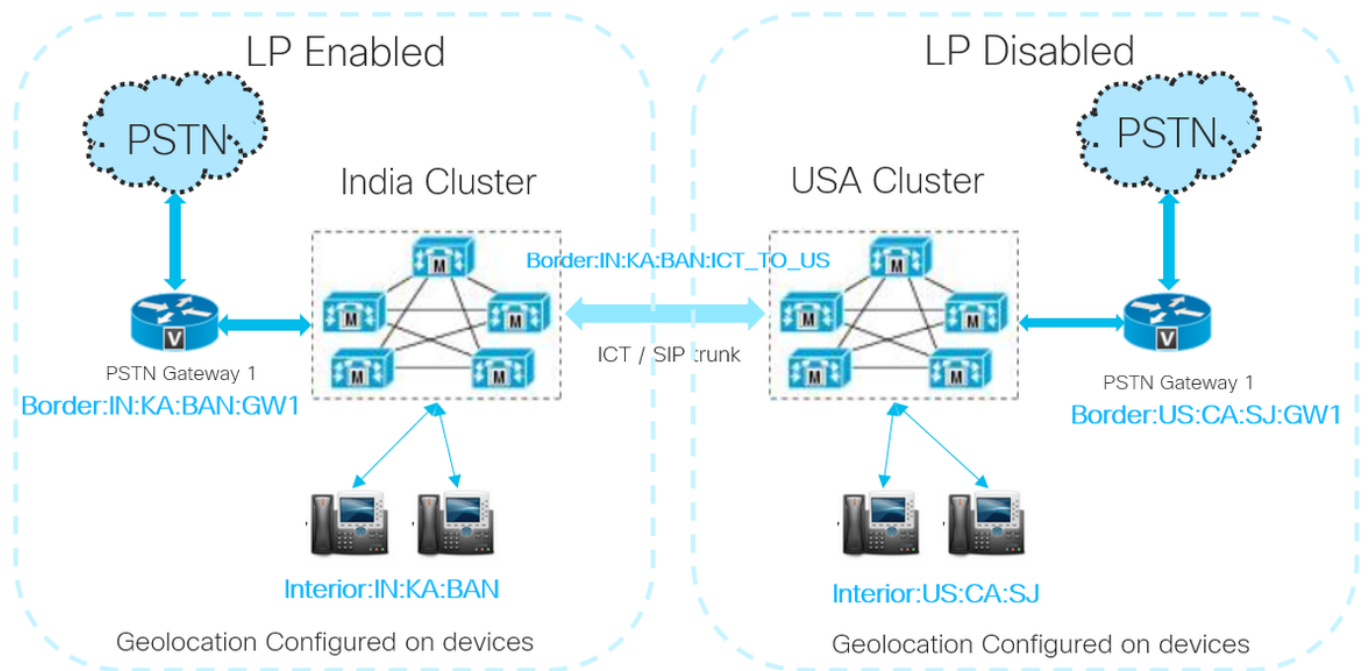 LP Enabled
LP Disabled
PSTN
PSTN
India Cluster
USA Cluster
M
M
M
M
M
M
M
M
M
M
Border:IN:KA:BAN:ICT_TO_US
ICT / SIP trunk
V
V
PSTN Gateway 1
Border:IN:KA:BAN:GW1
PSTN Gateway 1
Border:US:CA:SJ:GW1
Interior:IN:KA:BAN
Interior:US:CA:SJ
Geolocation Configured on devices
Geolocation Configured on devices